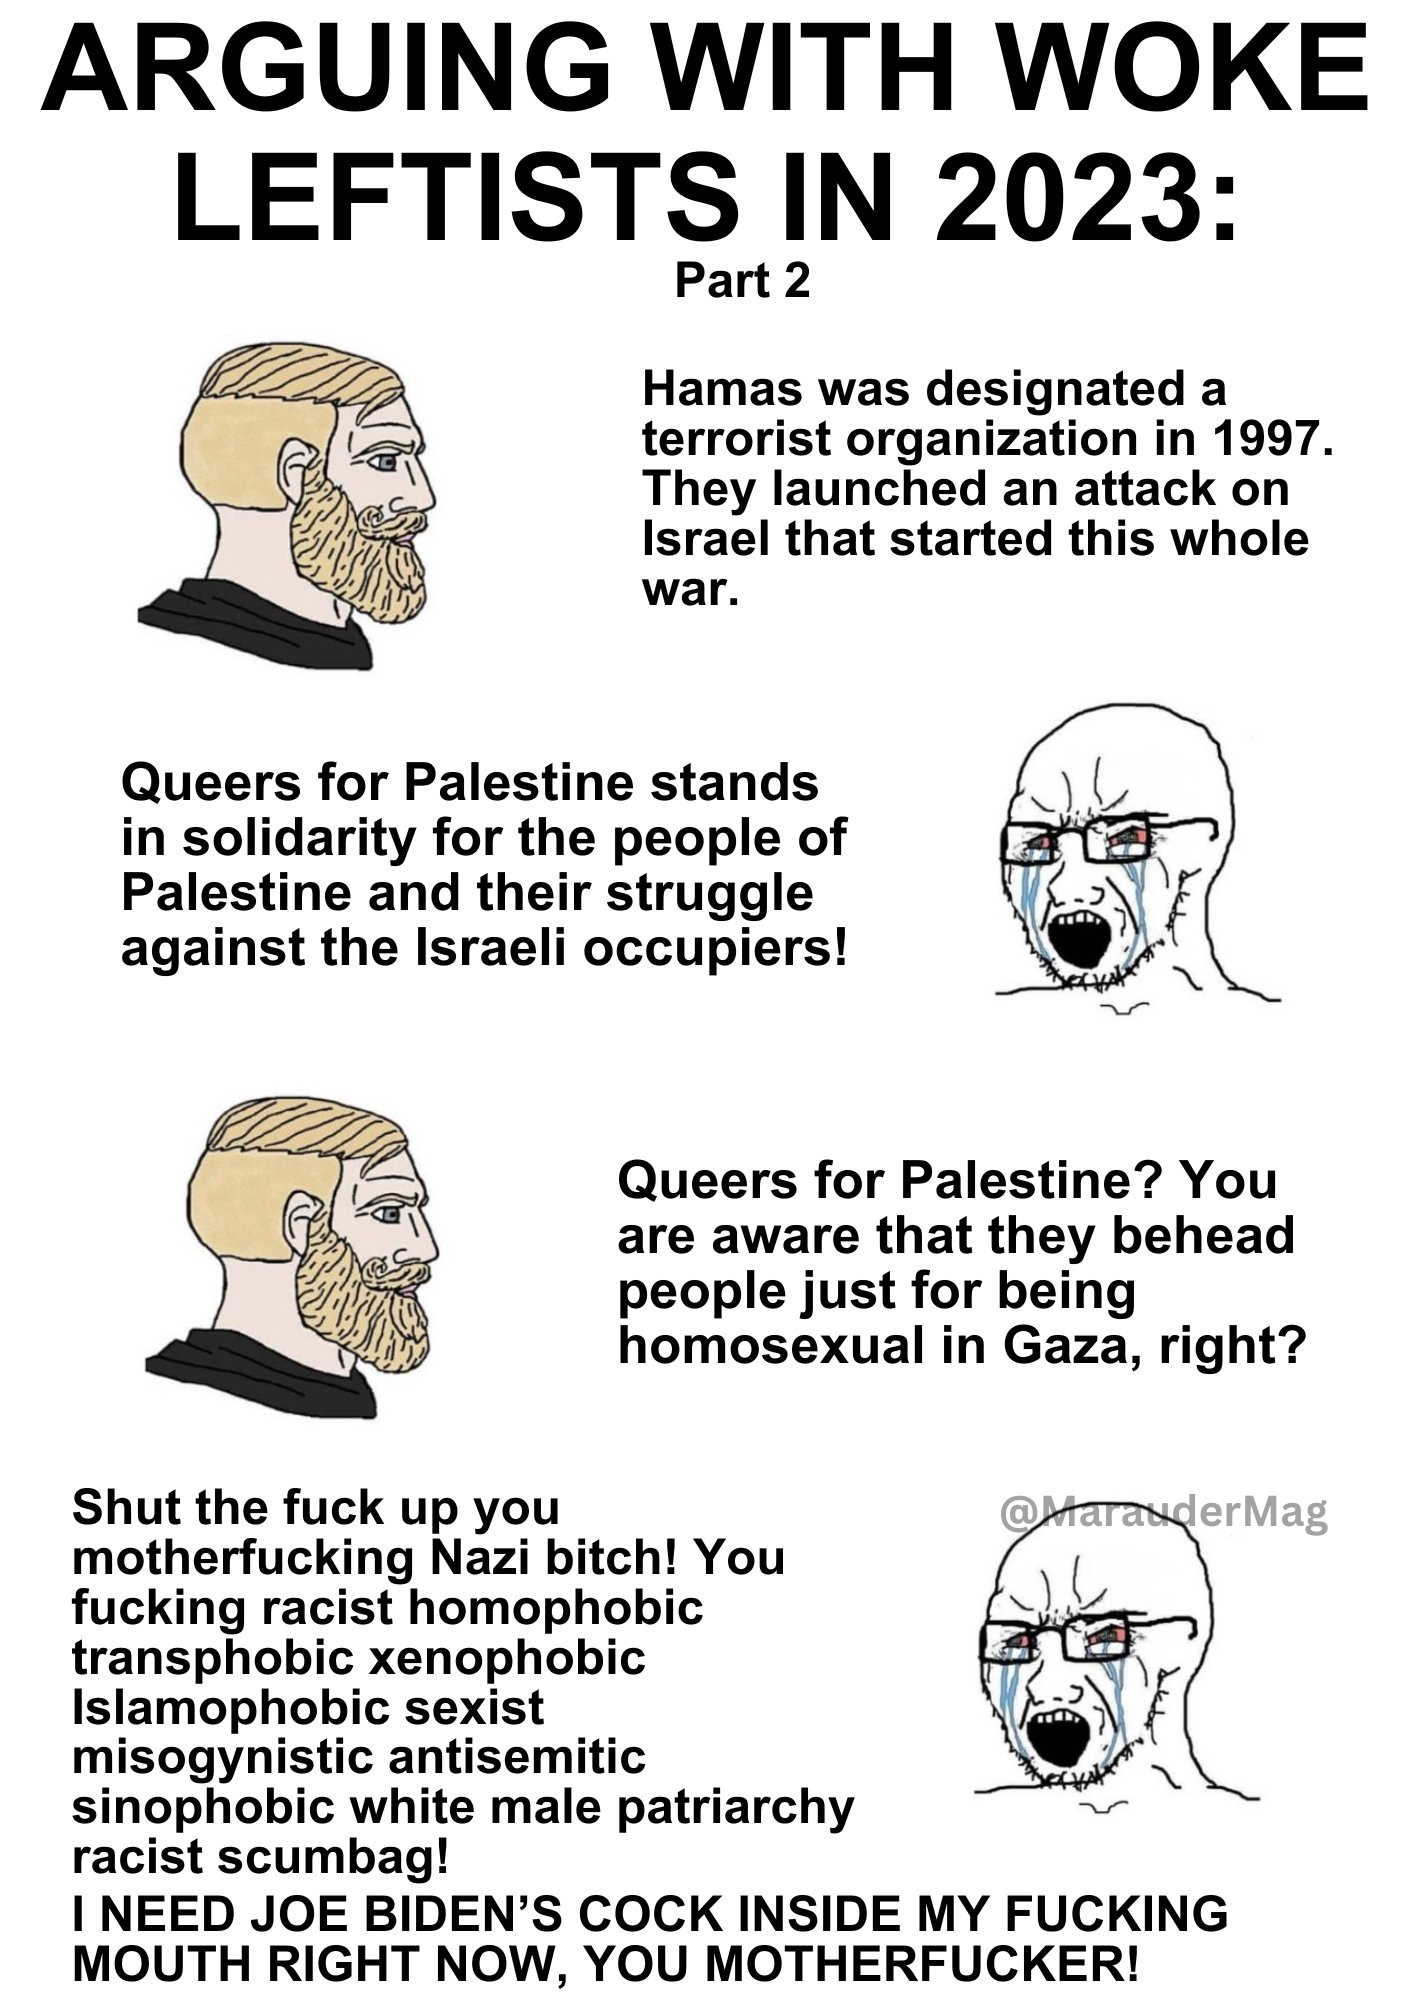 ARGUING WITH WOKE
LEFTISTS IN 2023:
Part 2
Hamas was designated a
terrorist organization in 1997.
They launched an attack on
Israel that started this whole
war.
Queers for Palestine stands
in solidarity for the people of
Palestine and their struggle
against the Israeli occupiers!
Queers for Palestine? You
are aware that they behead
people just for being
homosexual in Gaza, right?
@MarauderMag
Shut the fuck up you
motherfucking Nazi bitch! You
fucking racist homophobic
transphobic xenophobic
Islamophobic sexist
misogynistic antisemitic
sinophobic white male patriarchy
racist scumbag!
I NEED JOE BIDEN’S COCK INSIDE MY FUCKING
MOUTH RIGHT NOW, YOU MOTHERFUCKER!